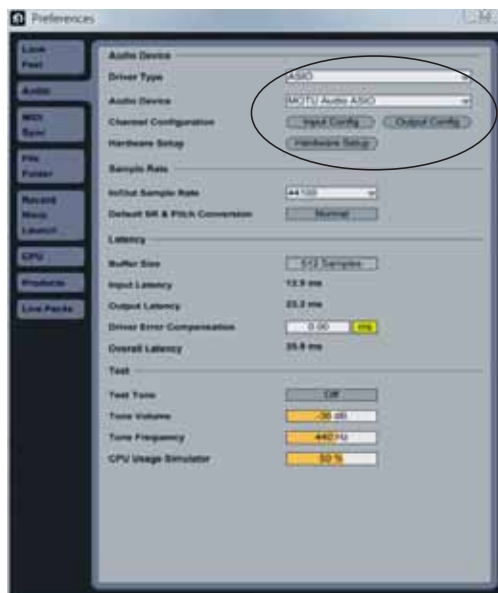 Preferences
Look
Feel
Audio
MIDI
Sync
File
Folder
Record
Warp
Launch
CPU
Products
Live Packs
Audio Device
Driver Type ASIO
Audio Device MOTU Audio ASIO
Channel Configuration Input Config Output Config
Hardware Setup Hardware Setup
Sample Rate
In/Out Sample Rate 44100
Default SR & Pitch Conversion Normal
Latency
Buffer Size 512 Samples
Input Latency 12.9 ms
Output Latency
Driver Error Compensation 0.00 ms
Overall Latency
Test
Test Tone Off
Tone Volume -36 dB
Tone Frequency 440 Hz
CPU Usage Simulator 50 %